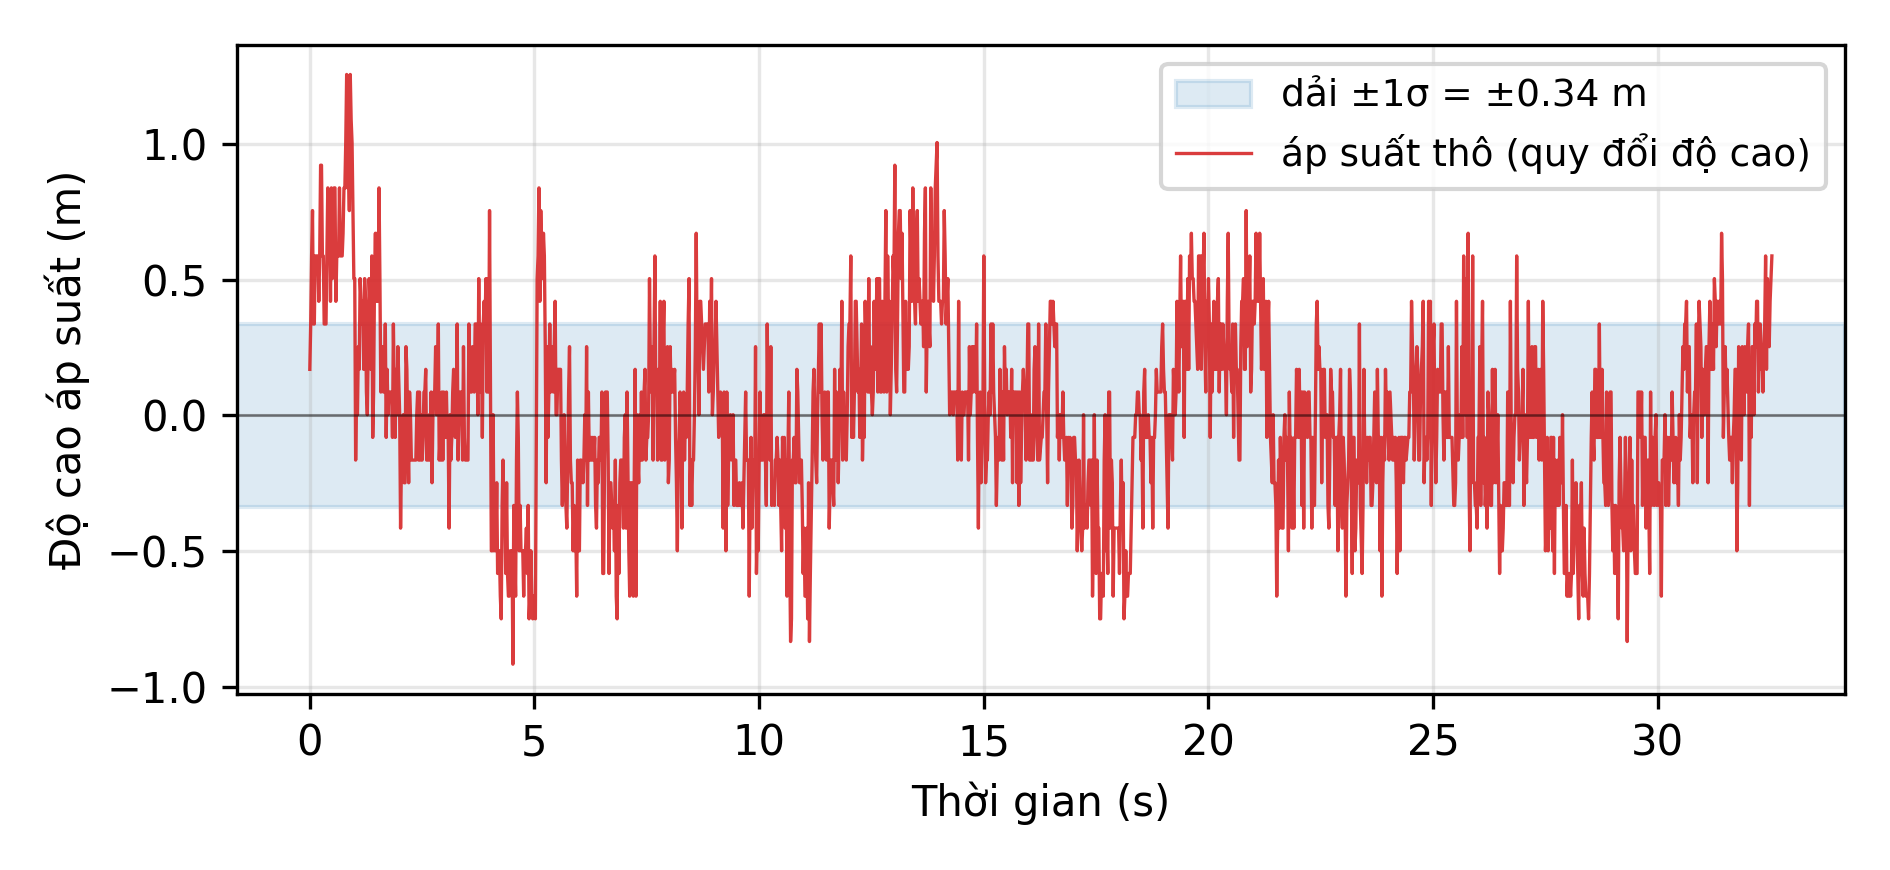 dải ±1σ = ±0.34 m
áp suất thô (quy đổi độ cao)
Độ cao áp suất (m)
1.0
0.5
0.0
−0.5
−1.0
0 5 10 15 20 25 30
Thời gian (s)